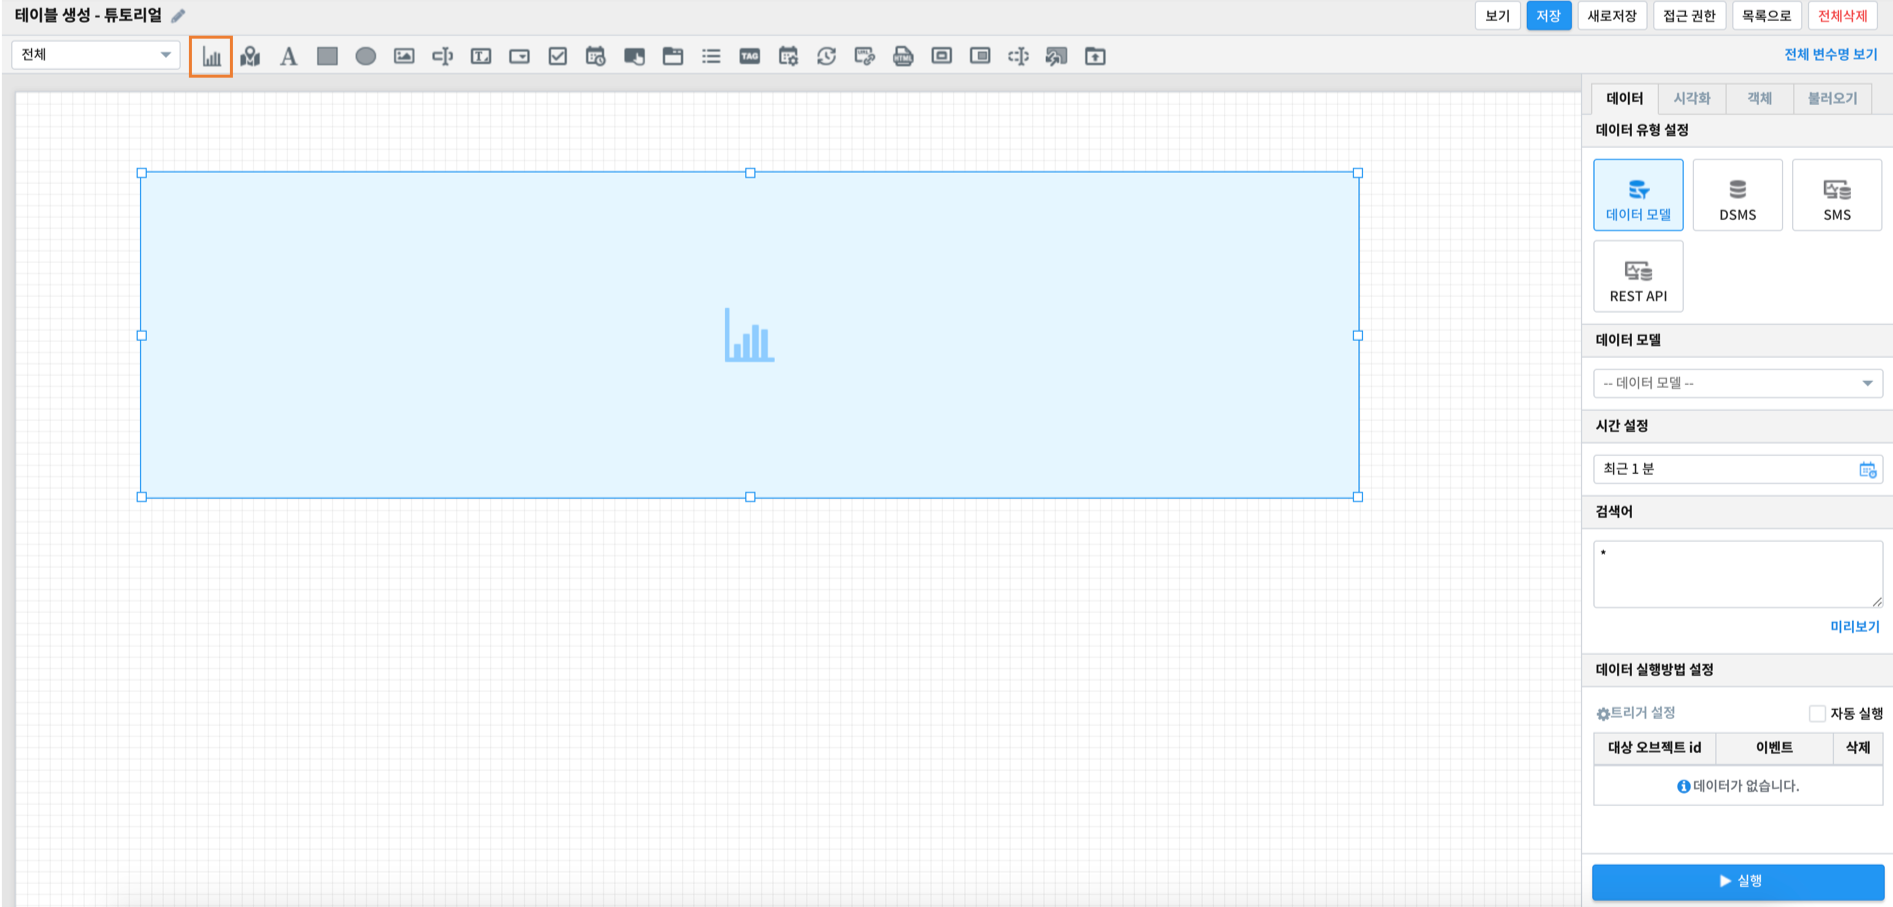 테이블 생성 - 튜토리얼
보기
저장
새로저장
접근 권한
목록으로
전체삭제
전체
A
T
TAG
HTML
전체 변수명 보기
데이터
시각화
객체
불러오기
데이터 유형 설정
데이터 모델
DSMS
SMS
REST API
데이터 모델
-- 데이터 모델 --
시간 설정
최근 1 분
검색어
*
미리보기
데이터 실행방법 설정
트리거 설정
자동 실행
대상 오브젝트 id
이벤트
삭제
데이터가 없습니다.
실행